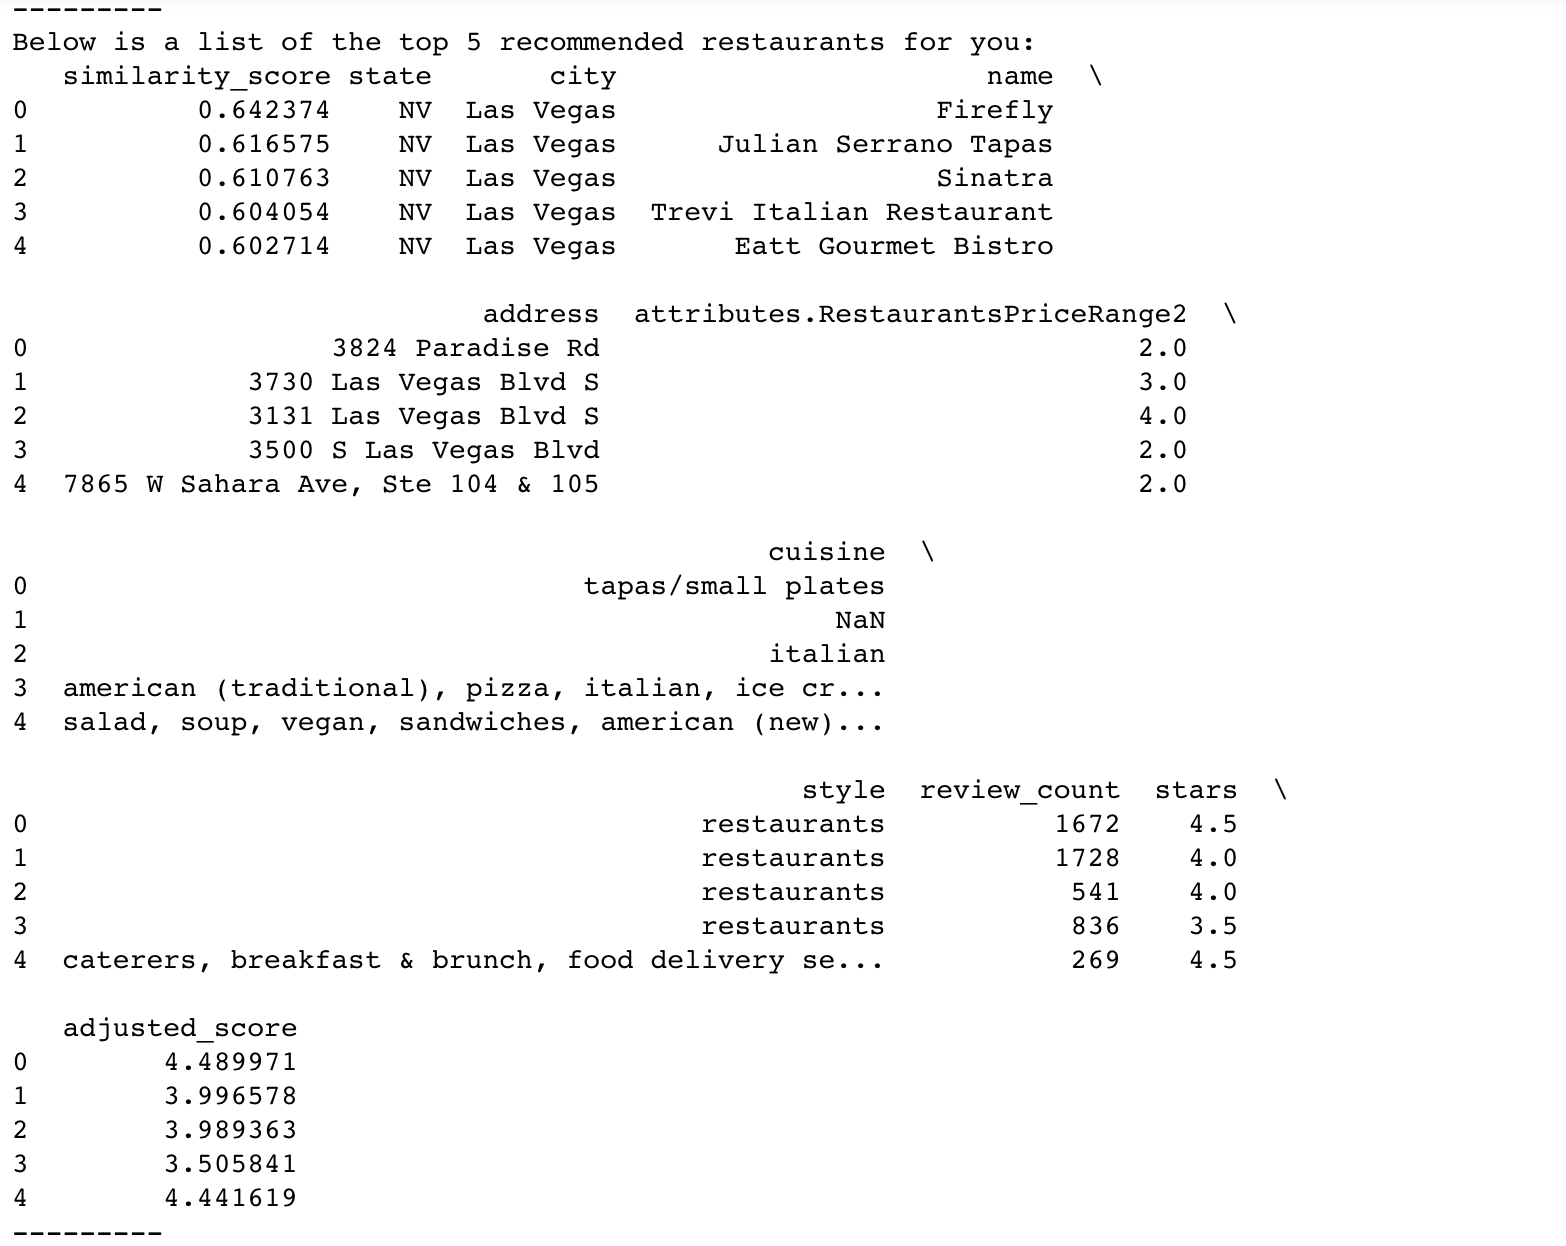 ---------
Below is a list of the top 5 recommended restaurants for you:
   similarity_score state       city                      name  \
0          0.642374    NV  Las Vegas                   Firefly
1          0.616575    NV  Las Vegas      Julian Serrano Tapas
2          0.610763    NV  Las Vegas                   Sinatra
3          0.604054    NV  Las Vegas  Trevi Italian Restaurant
4          0.602714    NV  Las Vegas       Eatt Gourmet Bistro
                            address  attributes.RestaurantsPriceRange2  \
0                  3824 Paradise Rd                                2.0
1             3730 Las Vegas Blvd S                                3.0
2             3131 Las Vegas Blvd S                                4.0
3             3500 S Las Vegas Blvd                                2.0
4  7865 W Sahara Ave, Ste 104 & 105                                2.0
                                             cuisine  \
0                                 tapas/small plates
1                                                NaN
2                                            italian
3  american (traditional), pizza, italian, ice cr...
4  salad, soup, vegan, sandwiches, american (new)...
                                               style  review_count  stars  \
0                                        restaurants          1672    4.5
1                                        restaurants          1728    4.0
2                                        restaurants           541    4.0
3                                        restaurants           836    3.5
4  caterers, breakfast & brunch, food delivery se...           269    4.5
   adjusted_score
0        4.489971
1        3.996578
2        3.989363
3        3.505841
4        4.441619
---------